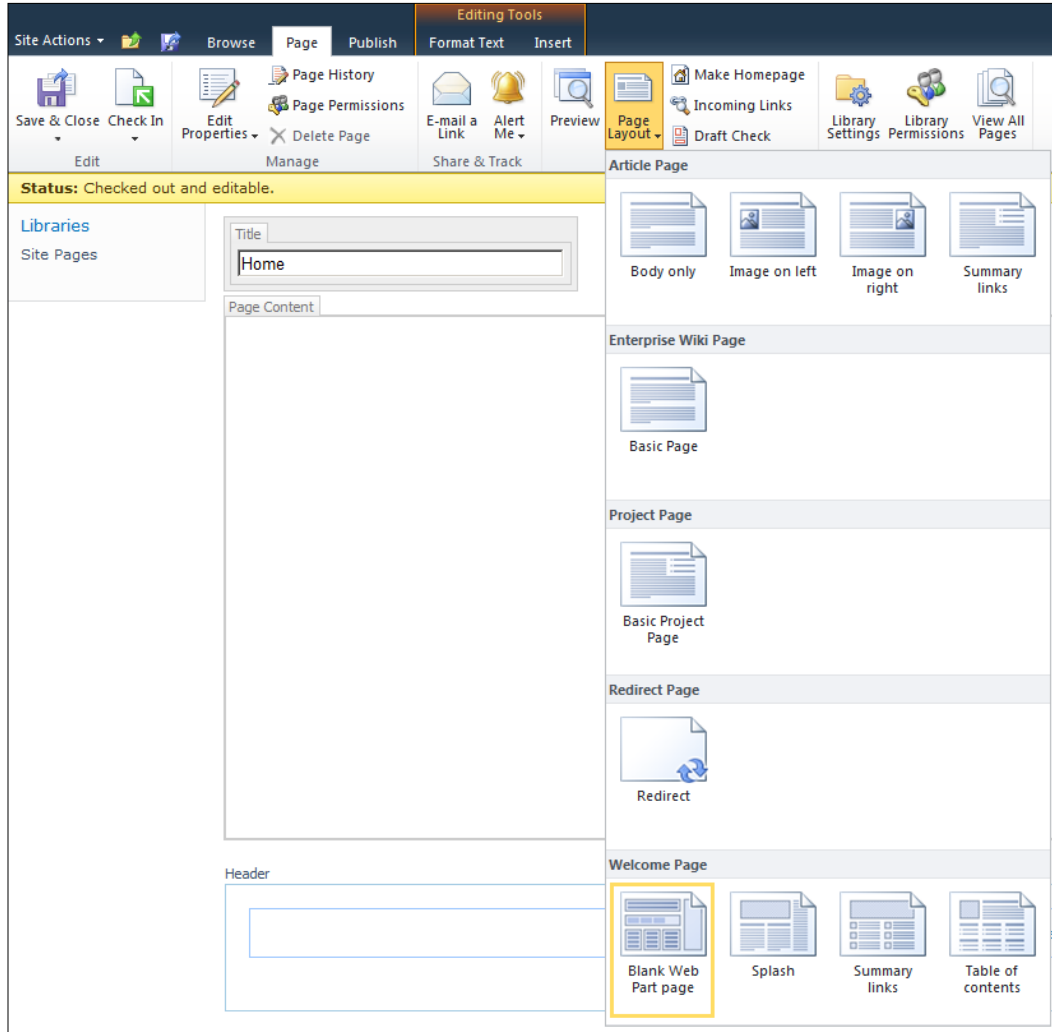 Editing Tools
Site Actions
Browse
Page
Publish
Format Text
Insert
Save & Close
Check In
Edit
Properties
Page History
Page Permissions
Delete Page
E-mail a
Link
Alert
Me
Preview
Page
Layout
Make Homepage
Incoming Links
Draft Check
Library
Settings
Library
Permissions
View All
Pages
Edit
Manage
Share & Track
Status: Checked out and editable.
Libraries
Site Pages
Title
Home
Page Content
Header
Article Page
Body only
Image on left
Image on
right
Summary
links
Enterprise Wiki Page
Basic Page
Project Page
Basic Project
Page
Redirect Page
Redirect
Welcome Page
Blank Web
Part page
Splash
Summary
links
Table of
contents